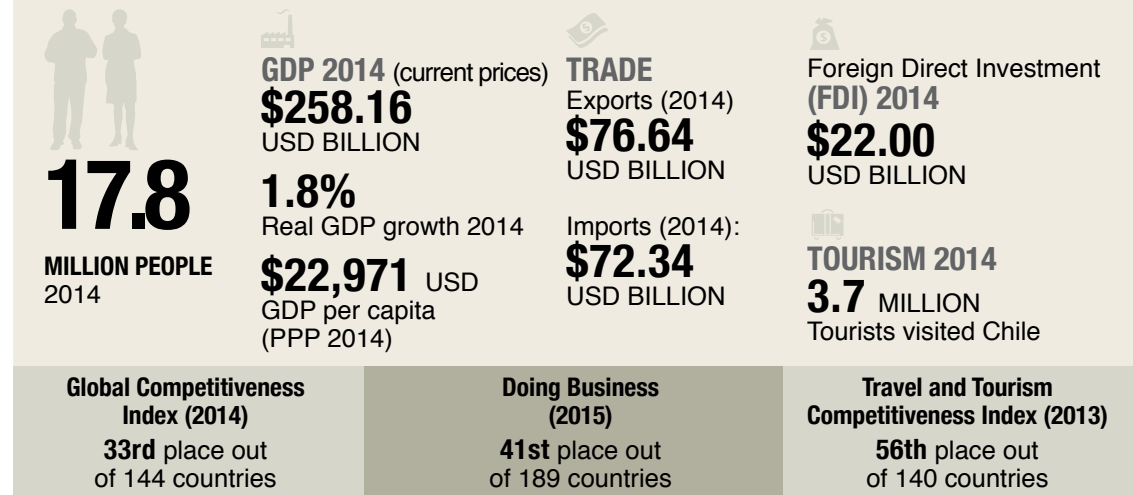 17.8
MILLION PEOPLE
2014
GDP 2014 (current prices)
$258.16
USD BILLION
1.8%
Real GDP growth 2014
$22,971 USD
GDP per capita
(PPP 2014)
TRADE
Exports (2014)
$76.64
USD BILLION
Imports (2014):
$72.34
USD BILLION
Foreign Direct Investment
(FDI) 2014
$22.00
USD BILLION
TOURISM 2014
3.7 MILLION
Tourists visited Chile
Global Competitiveness
Index (2014)
33rd place out
of 144 countries
Doing Business
(2015)
41st place out
of 189 countries
Travel and Tourism
Competitiveness Index (2013)
56th place out
of 140 countries